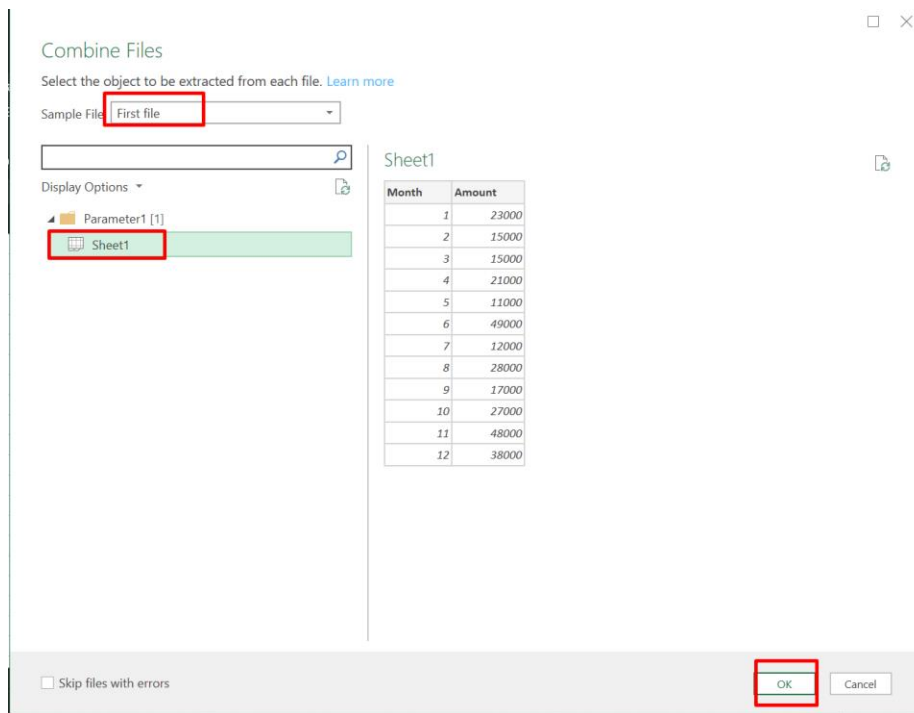 Combine Files
Select the object to be extracted from each file. Learn more
Sample File First file
Display Options
Parameter1 [1]
Sheet1
Sheet1
Month Amount
1 23000
2 15000
3 15000
4 21000
5 11000
6 49000
7 12000
8 28000
9 17000
10 27000
11 48000
12 38000
Skip files with errors
OK Cancel